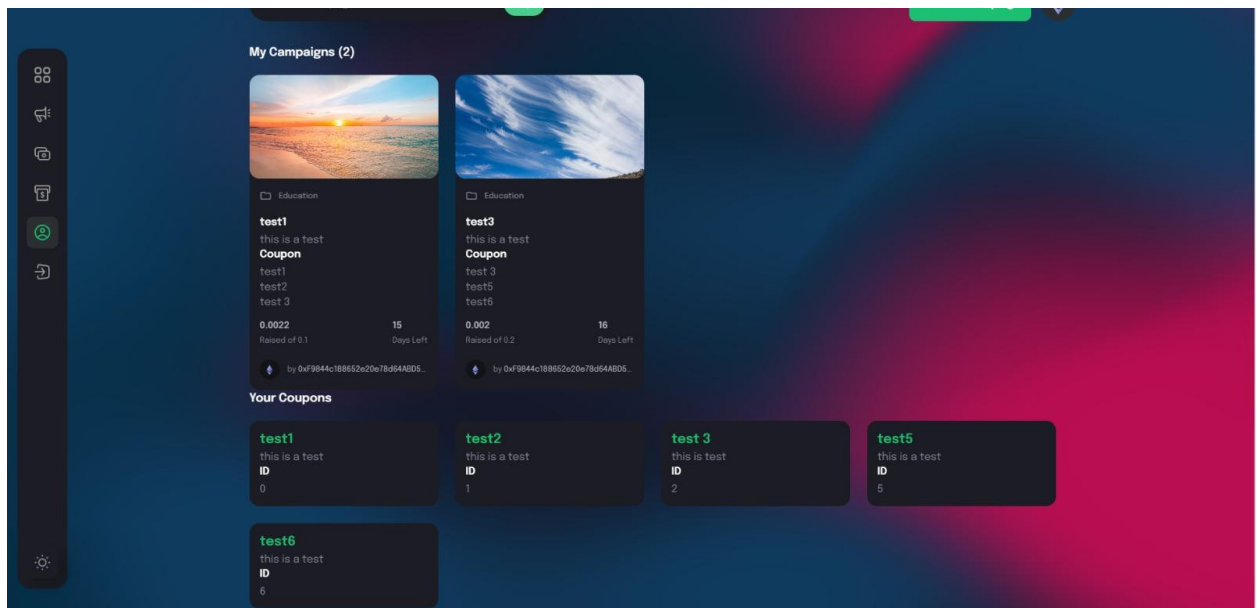 My Campaigns (2)
Education
test1
this is a test
Coupon
test1
test2
test 3
0.0022 15
Raised of 0.1 Days Left
by 0xF9844c188652e20e78d64ABD5...
Education
test3
this is a test
Coupon
test 3
test5
test6
0.002 16
Raised of 0.2 Days Left
by 0xF9844c188652e20e78d64ABD5...
Your Coupons
test1
this is a test
ID
0
test2
this is a test
ID
1
test 3
this is test
ID
2
test5
this is a test
ID
5
test6
this is a test
ID
6